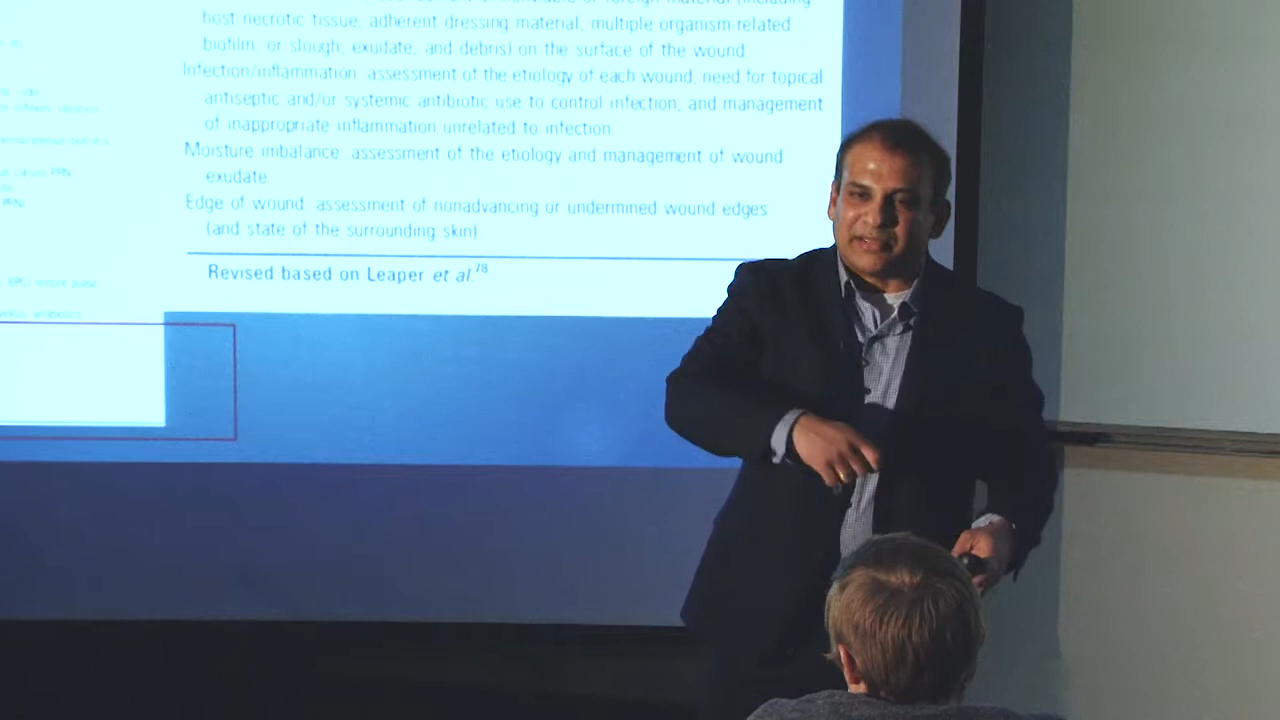 host necrotic tissue, adherent dressing material, multiple organism-related
biofilm, or slough, exudate, and debris) on the surface of the wound
Infection/inflammation: assessment of the etiology of each wound, need for topical
antiseptic and/or systemic antibiotic use to control infection, and management
of inappropriate inflammation unrelated to infection
Moisture imbalance: assessment of the etiology and management of wound
exudate
Edge of wound: assessment of nonadvancing or undermined wound edges
(and state of the surrounding skin)
Revised based on Leaper et al.78